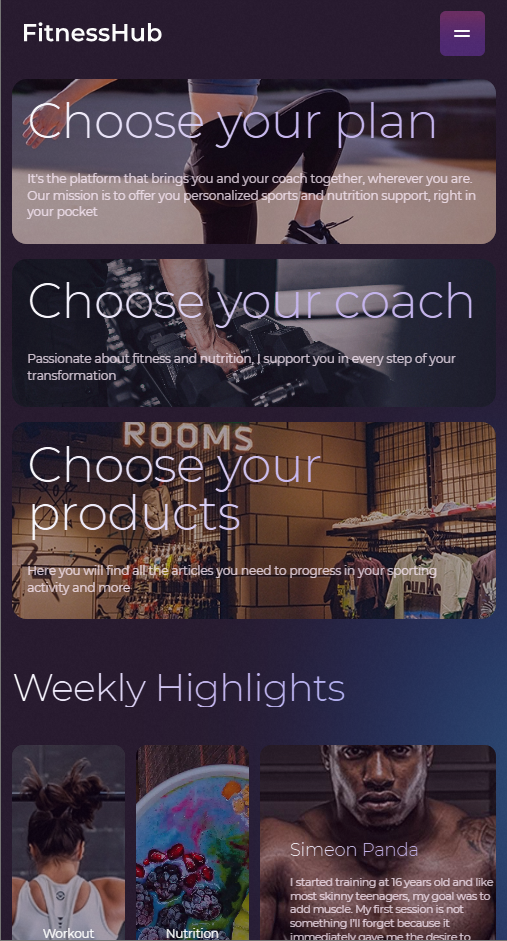 FitnessHub
Choose your plan
It's the platform that brings you and your coach together, wherever you are.
Our mission is to offer you personalized sports and nutrition support, right in
your pocket
Choose your coach
Passionate about fitness and nutrition, I support you in every step of your
transformation
ROOMS
Choose your
products
Here you will find all the articles you need to progress in your sporting
activity and more
Weekly Highlights
Workout
Nutrition
Simeon Panda
I started training at 16 years old and like
most skinny teenagers, my goal was to
add muscle. My first session is not
something I'll forget because it
immediately gave me the desire to